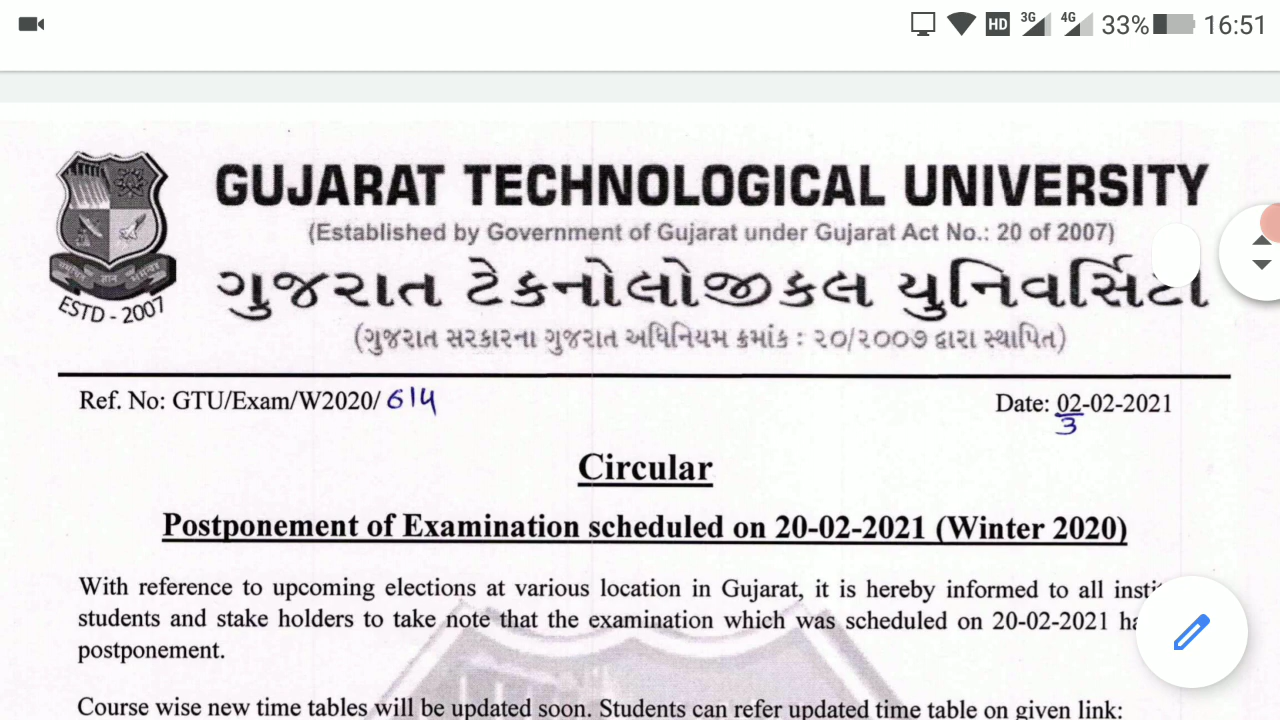 HD 3G 4G 33% 16:51
GUJARAT TECHNOLOGICAL UNIVERSITY
(Established by Government of Gujarat under Gujarat Act No.: 20 of 2007)
ગુજરાત ટેકનોલોજીકલ યુનિવર્સિટી
(ગુજરાત સરકારના ગુજરાત અધિનિયમ ક્રમાંક : ૨૦/૨૦૦૭ દ્વારા સ્થાપિત)
ESTD - 2007
Ref. No: GTU/Exam/W2020/ 614 Date: 02-02-2021
3
Circular
Postponement of Examination scheduled on 20-02-2021 (Winter 2020)
With reference to upcoming elections at various location in Gujarat, it is hereby informed to all
students and stake holders to take note that the examination which was scheduled on 20-02-2021
postponement.
Course wise new time tables will be updated soon. Students can refer updated time table on given link: